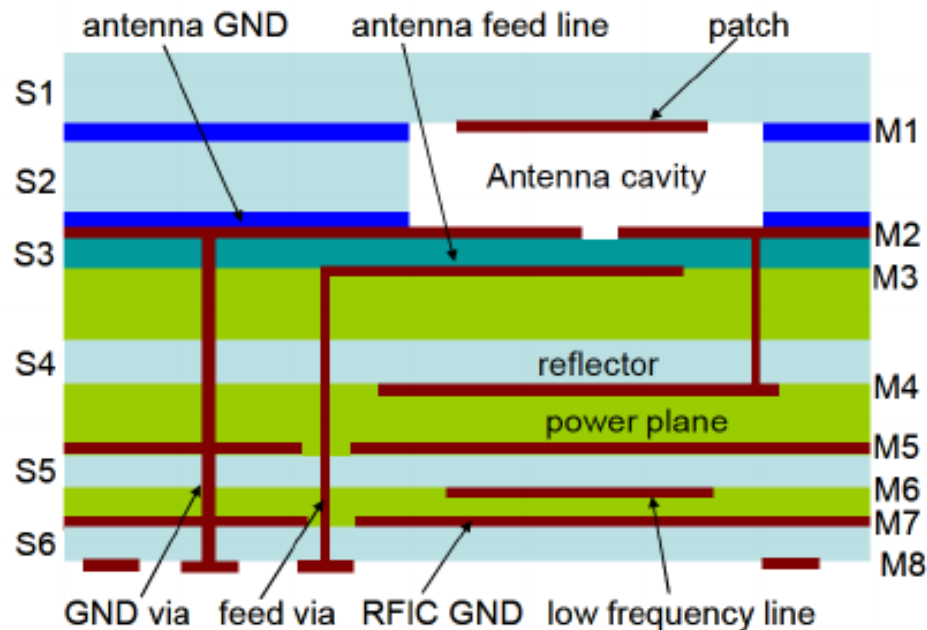 antenna GND antenna feed line patch
S1
M1
S2 Antenna cavity
M2
S3
M3
S4 reflector
M4
power plane
M5
S5
M6
M7
S6
M8
GND via feed via RFIC GND low frequency line